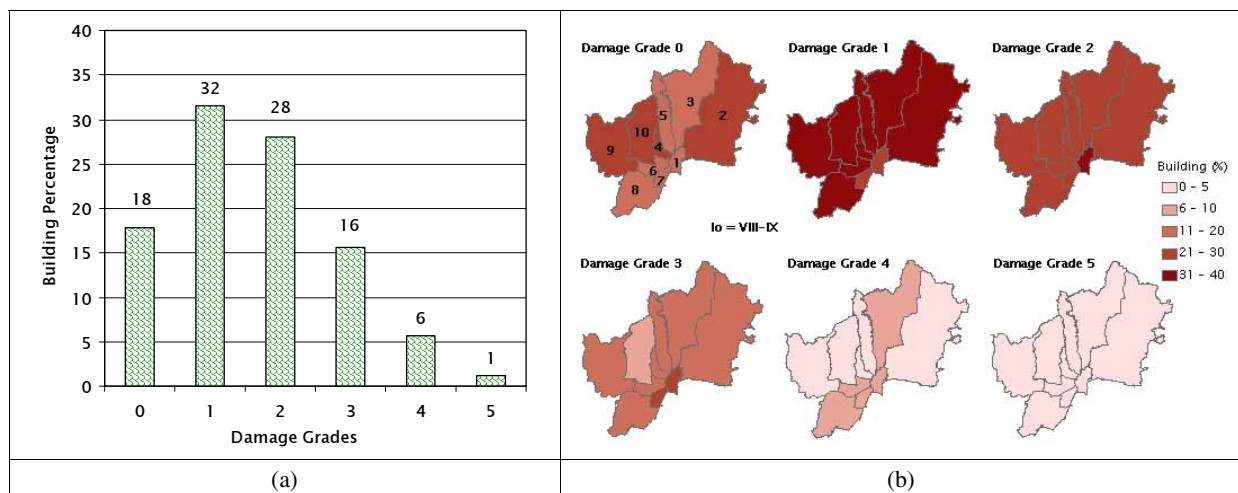 40
35
30
25
20
15
10
5
0
Building Percentage
18
32
28
16
6
1
0 1 2 3 4 5
Damage Grades
(a)
Damage Grade 0
Damage Grade 1
Damage Grade 2
3
5
2
10
9
4
1
6
7
8
Io = VIII-IX
Building (%)
0 - 5
6 - 10
11 - 20
21 - 30
31 - 40
Damage Grade 3
Damage Grade 4
Damage Grade 5
(b)